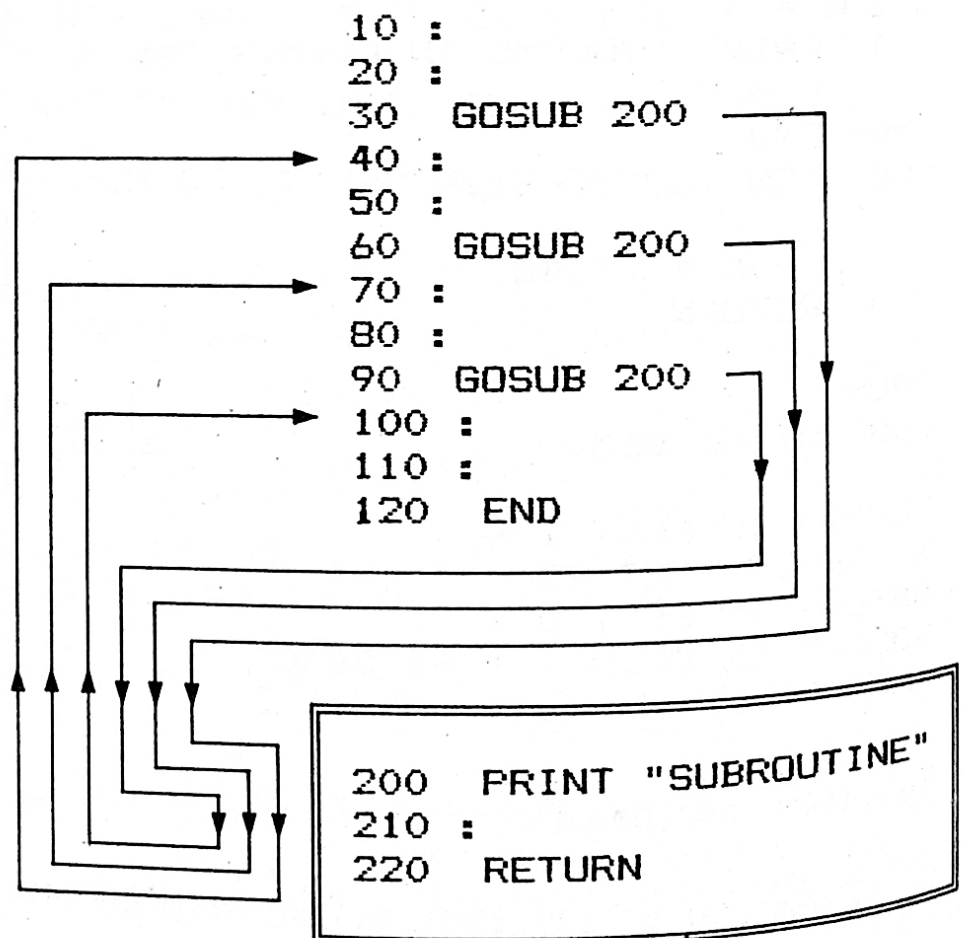 10 :
20 :
30 GOSUB 200
40 :
50 :
60 GOSUB 200
70 :
80 :
90 GOSUB 200
100 :
110 :
120 END
200 PRINT "SUBROUTINE"
210 :
220 RETURN